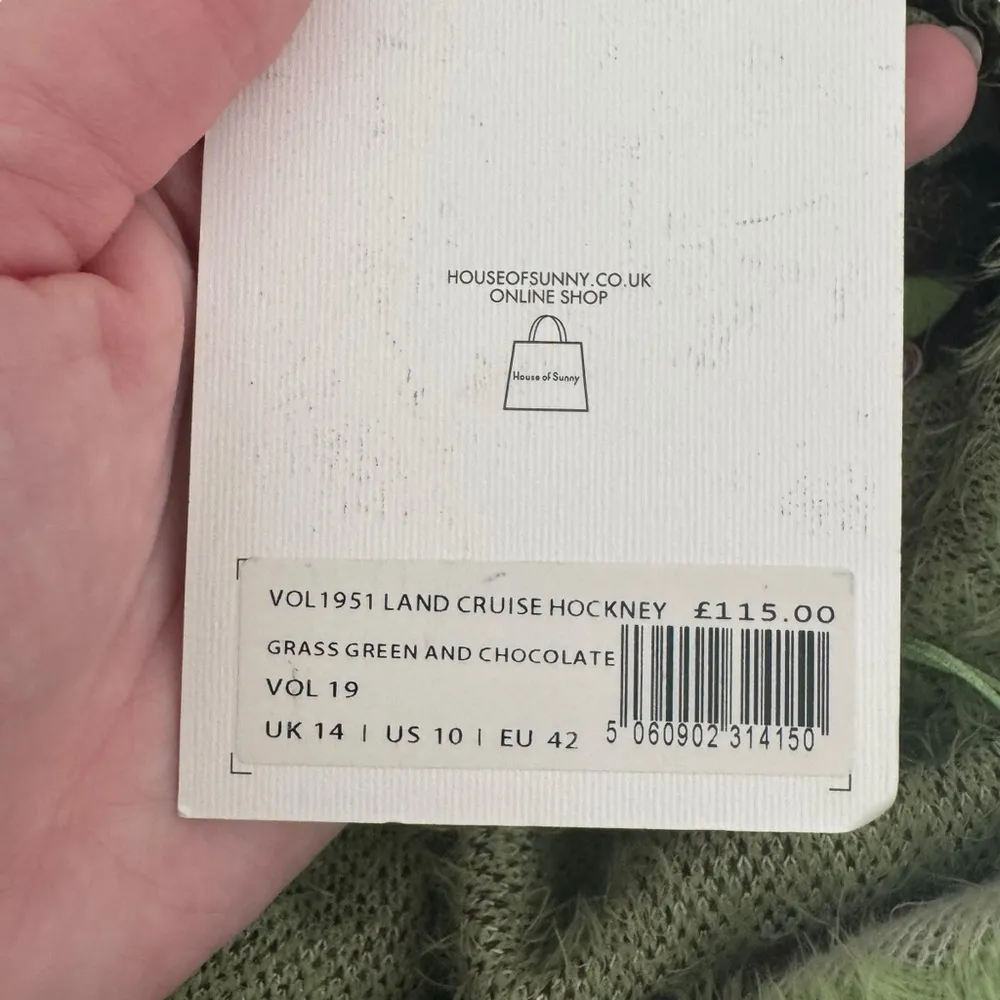 HOUSEOFSUNNY.CO.UK
ONLINE SHOP
House of Sunny
VOL1951 LAND CRUISE HOCKNEY £115.00
GRASS GREEN AND CHOCOLATE
VOL 19
UK 14 | US 10 | EU 42
5 060902 314150